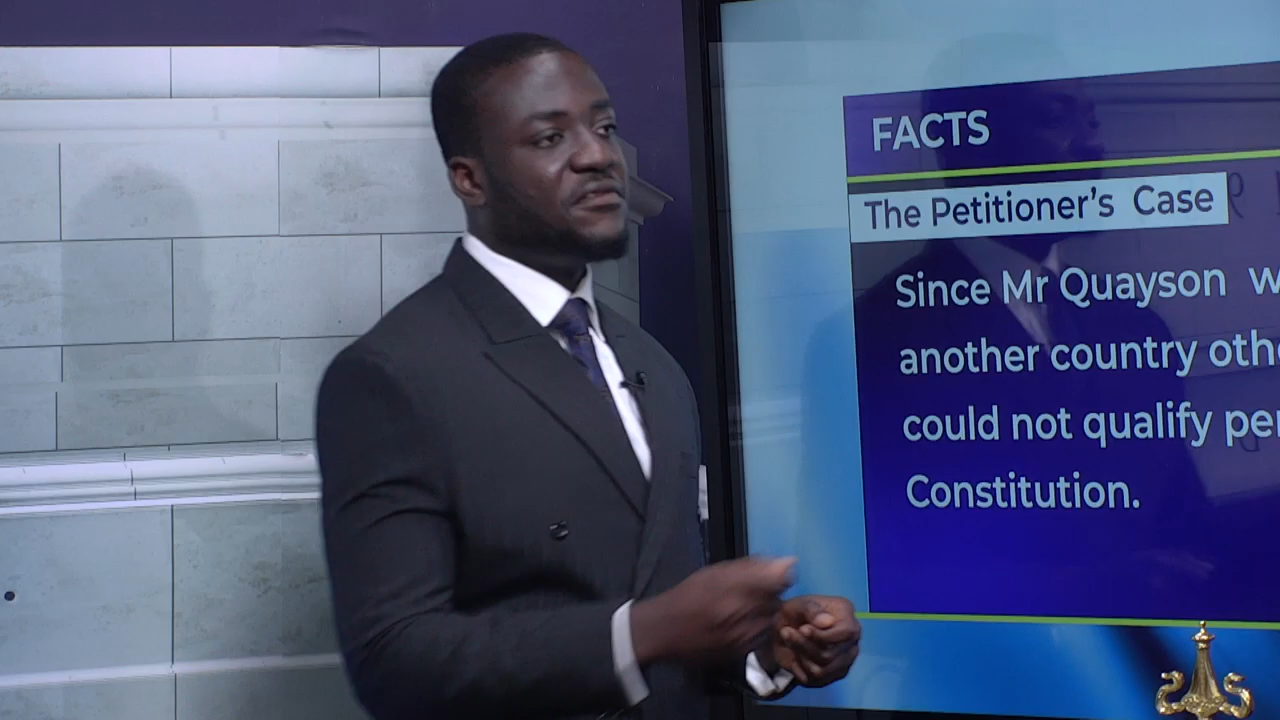 FACTS
The Petitioner's Case
Since Mr Quayson
another country
could not qualify
Constitution.